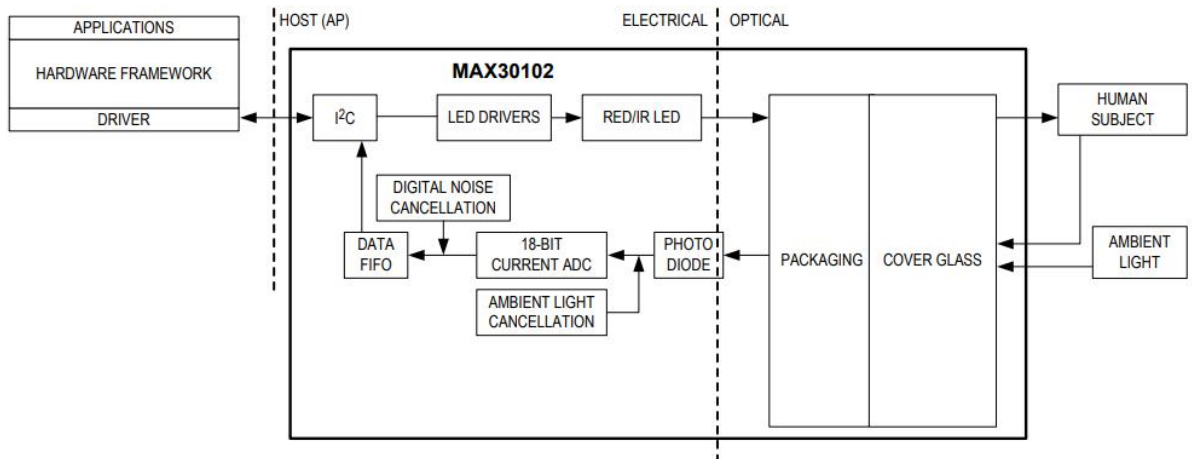 APPLICATIONS
HARDWARE FRAMEWORK
DRIVER
HOST (AP)
ELECTRICAL
OPTICAL
MAX30102
I²C
LED DRIVERS
RED/IR LED
HUMAN
SUBJECT
DIGITAL NOISE
CANCELLATION
DATA
FIFO
18-BIT
CURRENT ADC
PHOTO
DIODE
PACKAGING
COVER GLASS
AMBIENT
LIGHT
AMBIENT LIGHT
CANCELLATION